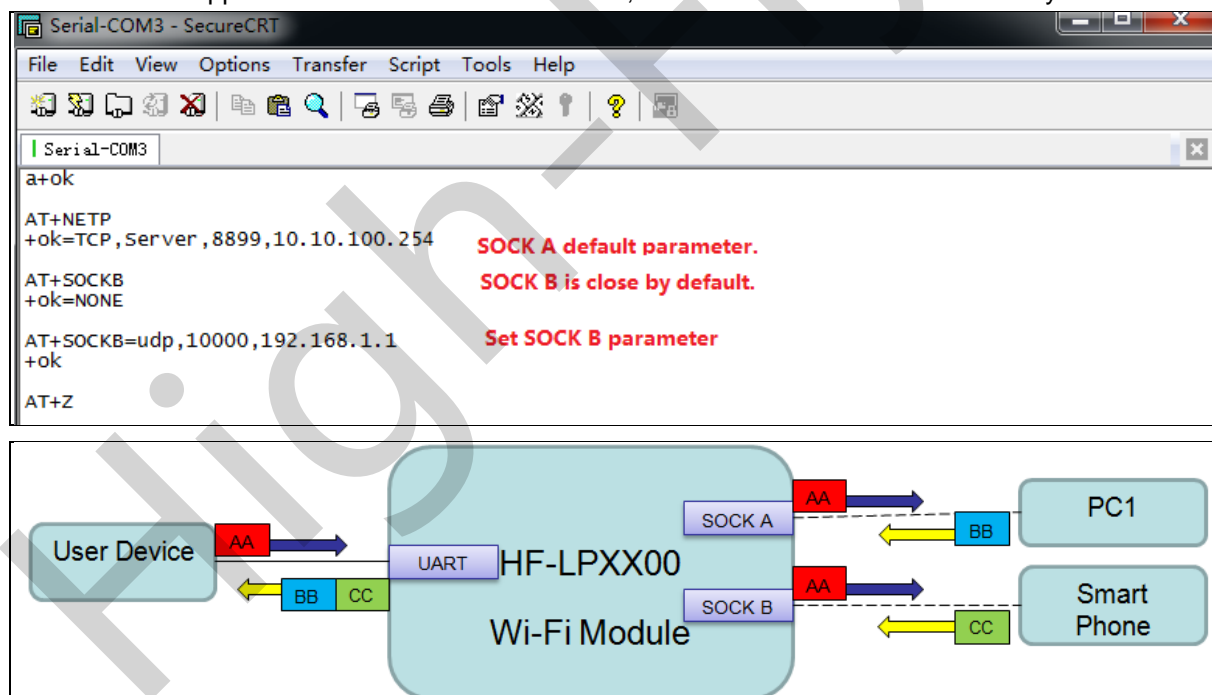 Serial-COM3 - SecureCRT
File Edit View Options Transfer Script Tools Help
Serial-COM3
a+ok
AT+NETP
+ok=TCP,Server,8899,10.10.100.254 SOCK A default parameter.
AT+SOCKB SOCK B is close by default.
+ok=NONE
AT+SOCKB=udp,10000,192.168.1.1 Set SOCK B parameter
+ok
AT+Z
AA AA
SOCK A PC1
User Device AA BB
UART HF-LPXX00
BB CC AA
SOCK B Smart
Wi-Fi Module CC Phone
High-Fly